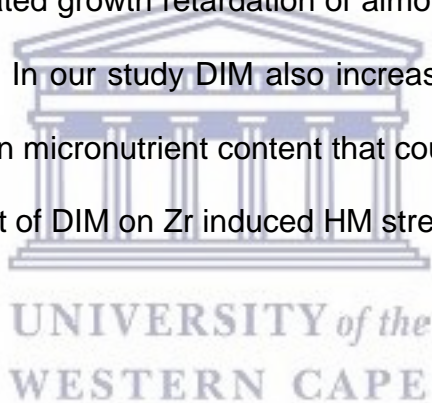 ated growth retardation of almo
In our study DIM also increas
n micronutrient content that cou
t of DIM on Zr induced HM stre
UNIVERSITY of the
WESTERN CAPE